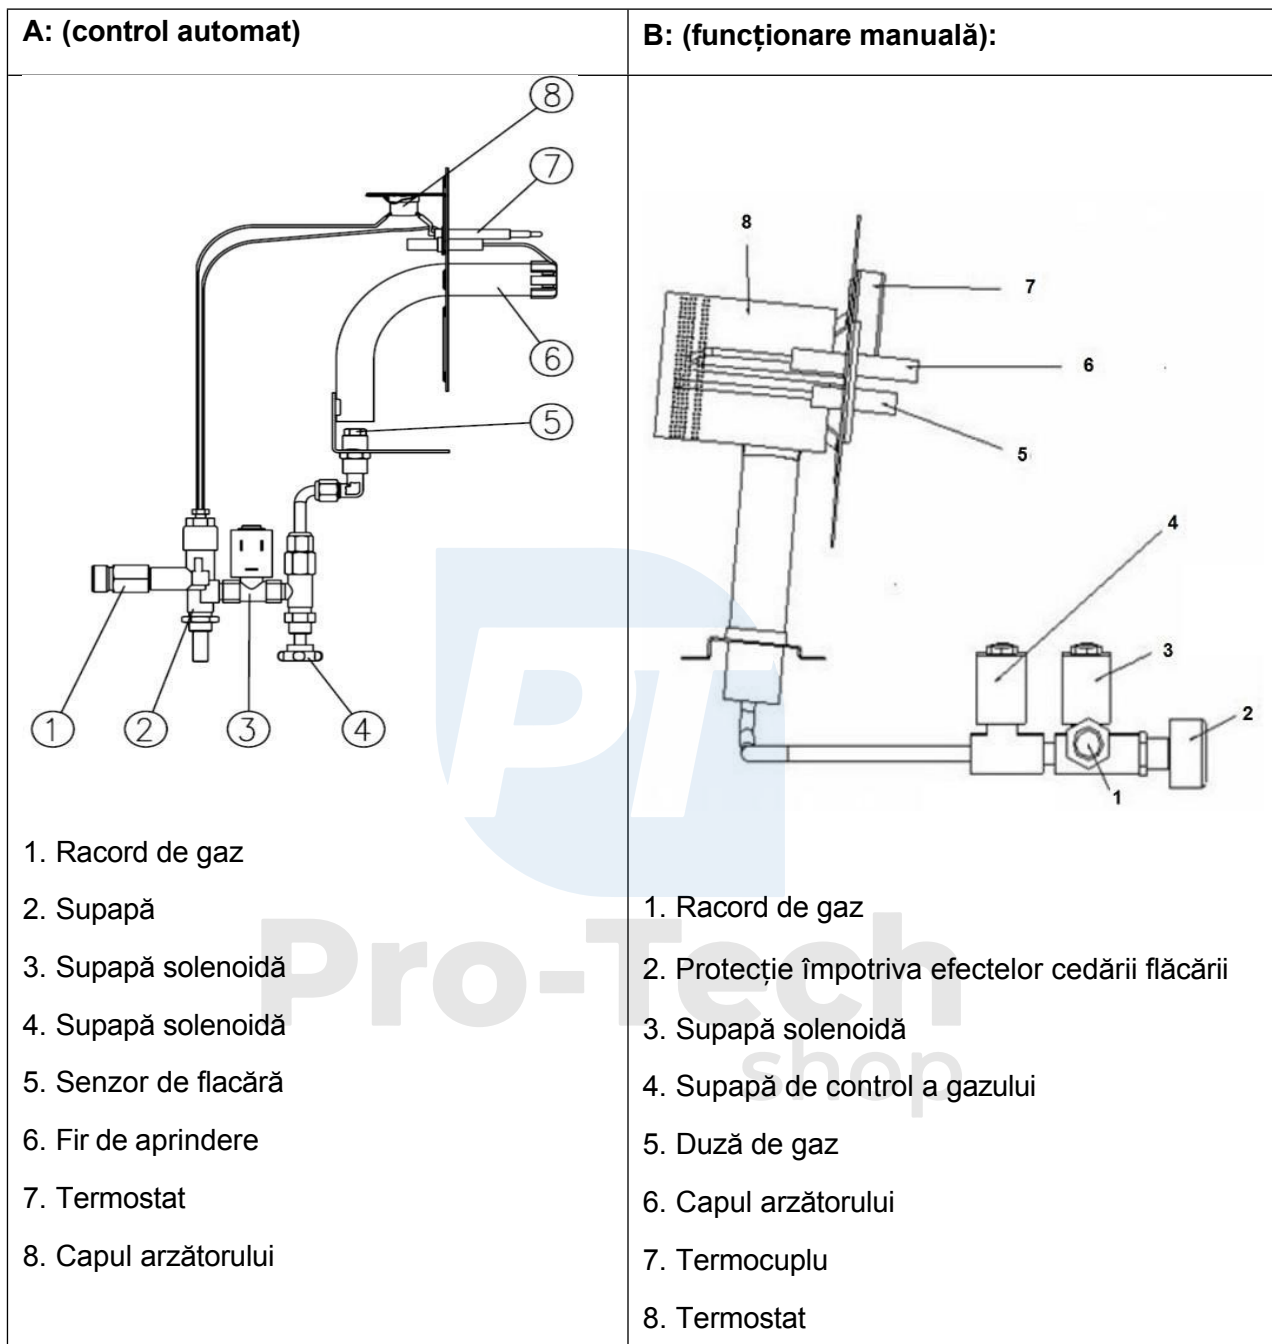 A: (control automat)
B: (funcționare manuală):
8
7
6
5
1
2
3
4
8
7
6
5
4
3
2
1
1. Racord de gaz
2. Supapă
3. Supapă solenoidă
4. Supapă solenoidă
5. Senzor de flacără
6. Fir de aprindere
7. Termostat
8. Capul arzătorului
1. Racord de gaz
2. Protecție împotriva efectelor cedării flăcării
3. Supapă solenoidă
4. Supapă de control a gazului
5. Duză de gaz
6. Capul arzătorului
7. Termocuplu
8. Termostat
PT
Pro-Tech
shop